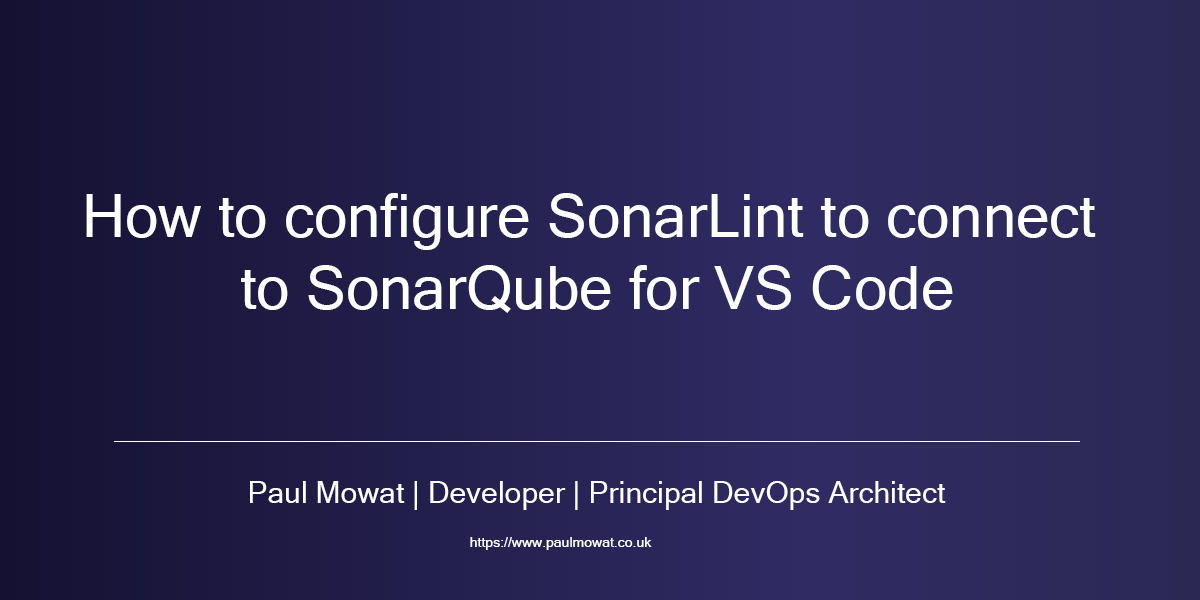 How to configure SonarLint to connect
to SonarQube for VS Code
Paul Mowat | Developer | Principal DevOps Architect
https://www.paulmowat.co.uk